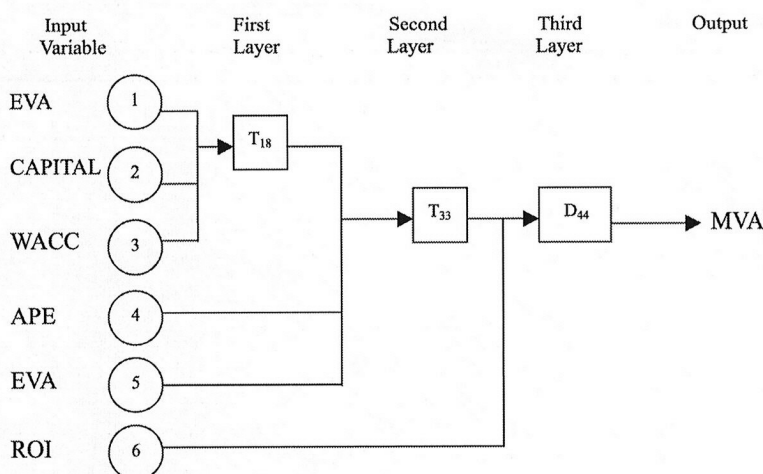 Input Variable
First Layer
Second Layer
Third Layer
Output
EVA 1
CAPITAL 2
WACC 3
APE 4
EVA 5
ROI 6
T18
T33
D44
MVA